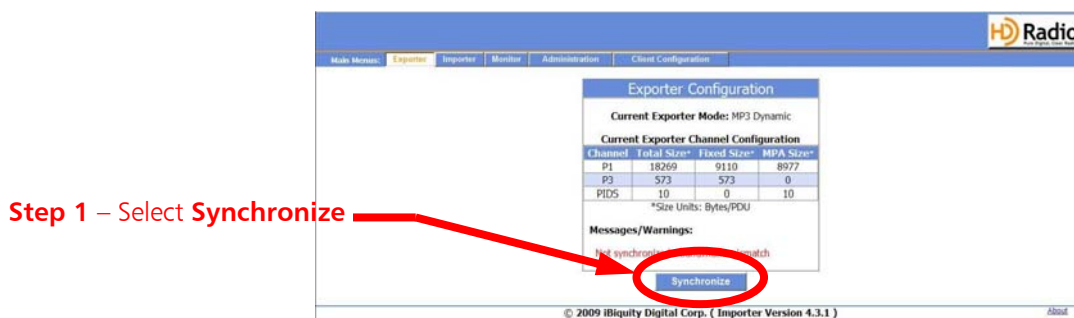 HD Radio
Main Menus: Exporter Importer Monitor Administration Client Configuration
Exporter Configuration
Current Exporter Mode: MP3 Dynamic
Current Exporter Channel Configuration
Channel Total Size* Fixed Size* MPA Size*
P1 18269 9110 8977
P3 573 573 0
PIDS 10 0 10
*Size Units: Bytes/PDU
Step 1 – Select Synchronize
Messages/Warnings:
Not
Synchronize
© 2009 iBiquity Digital Corp. ( Importer Version 4.3.1 )
About